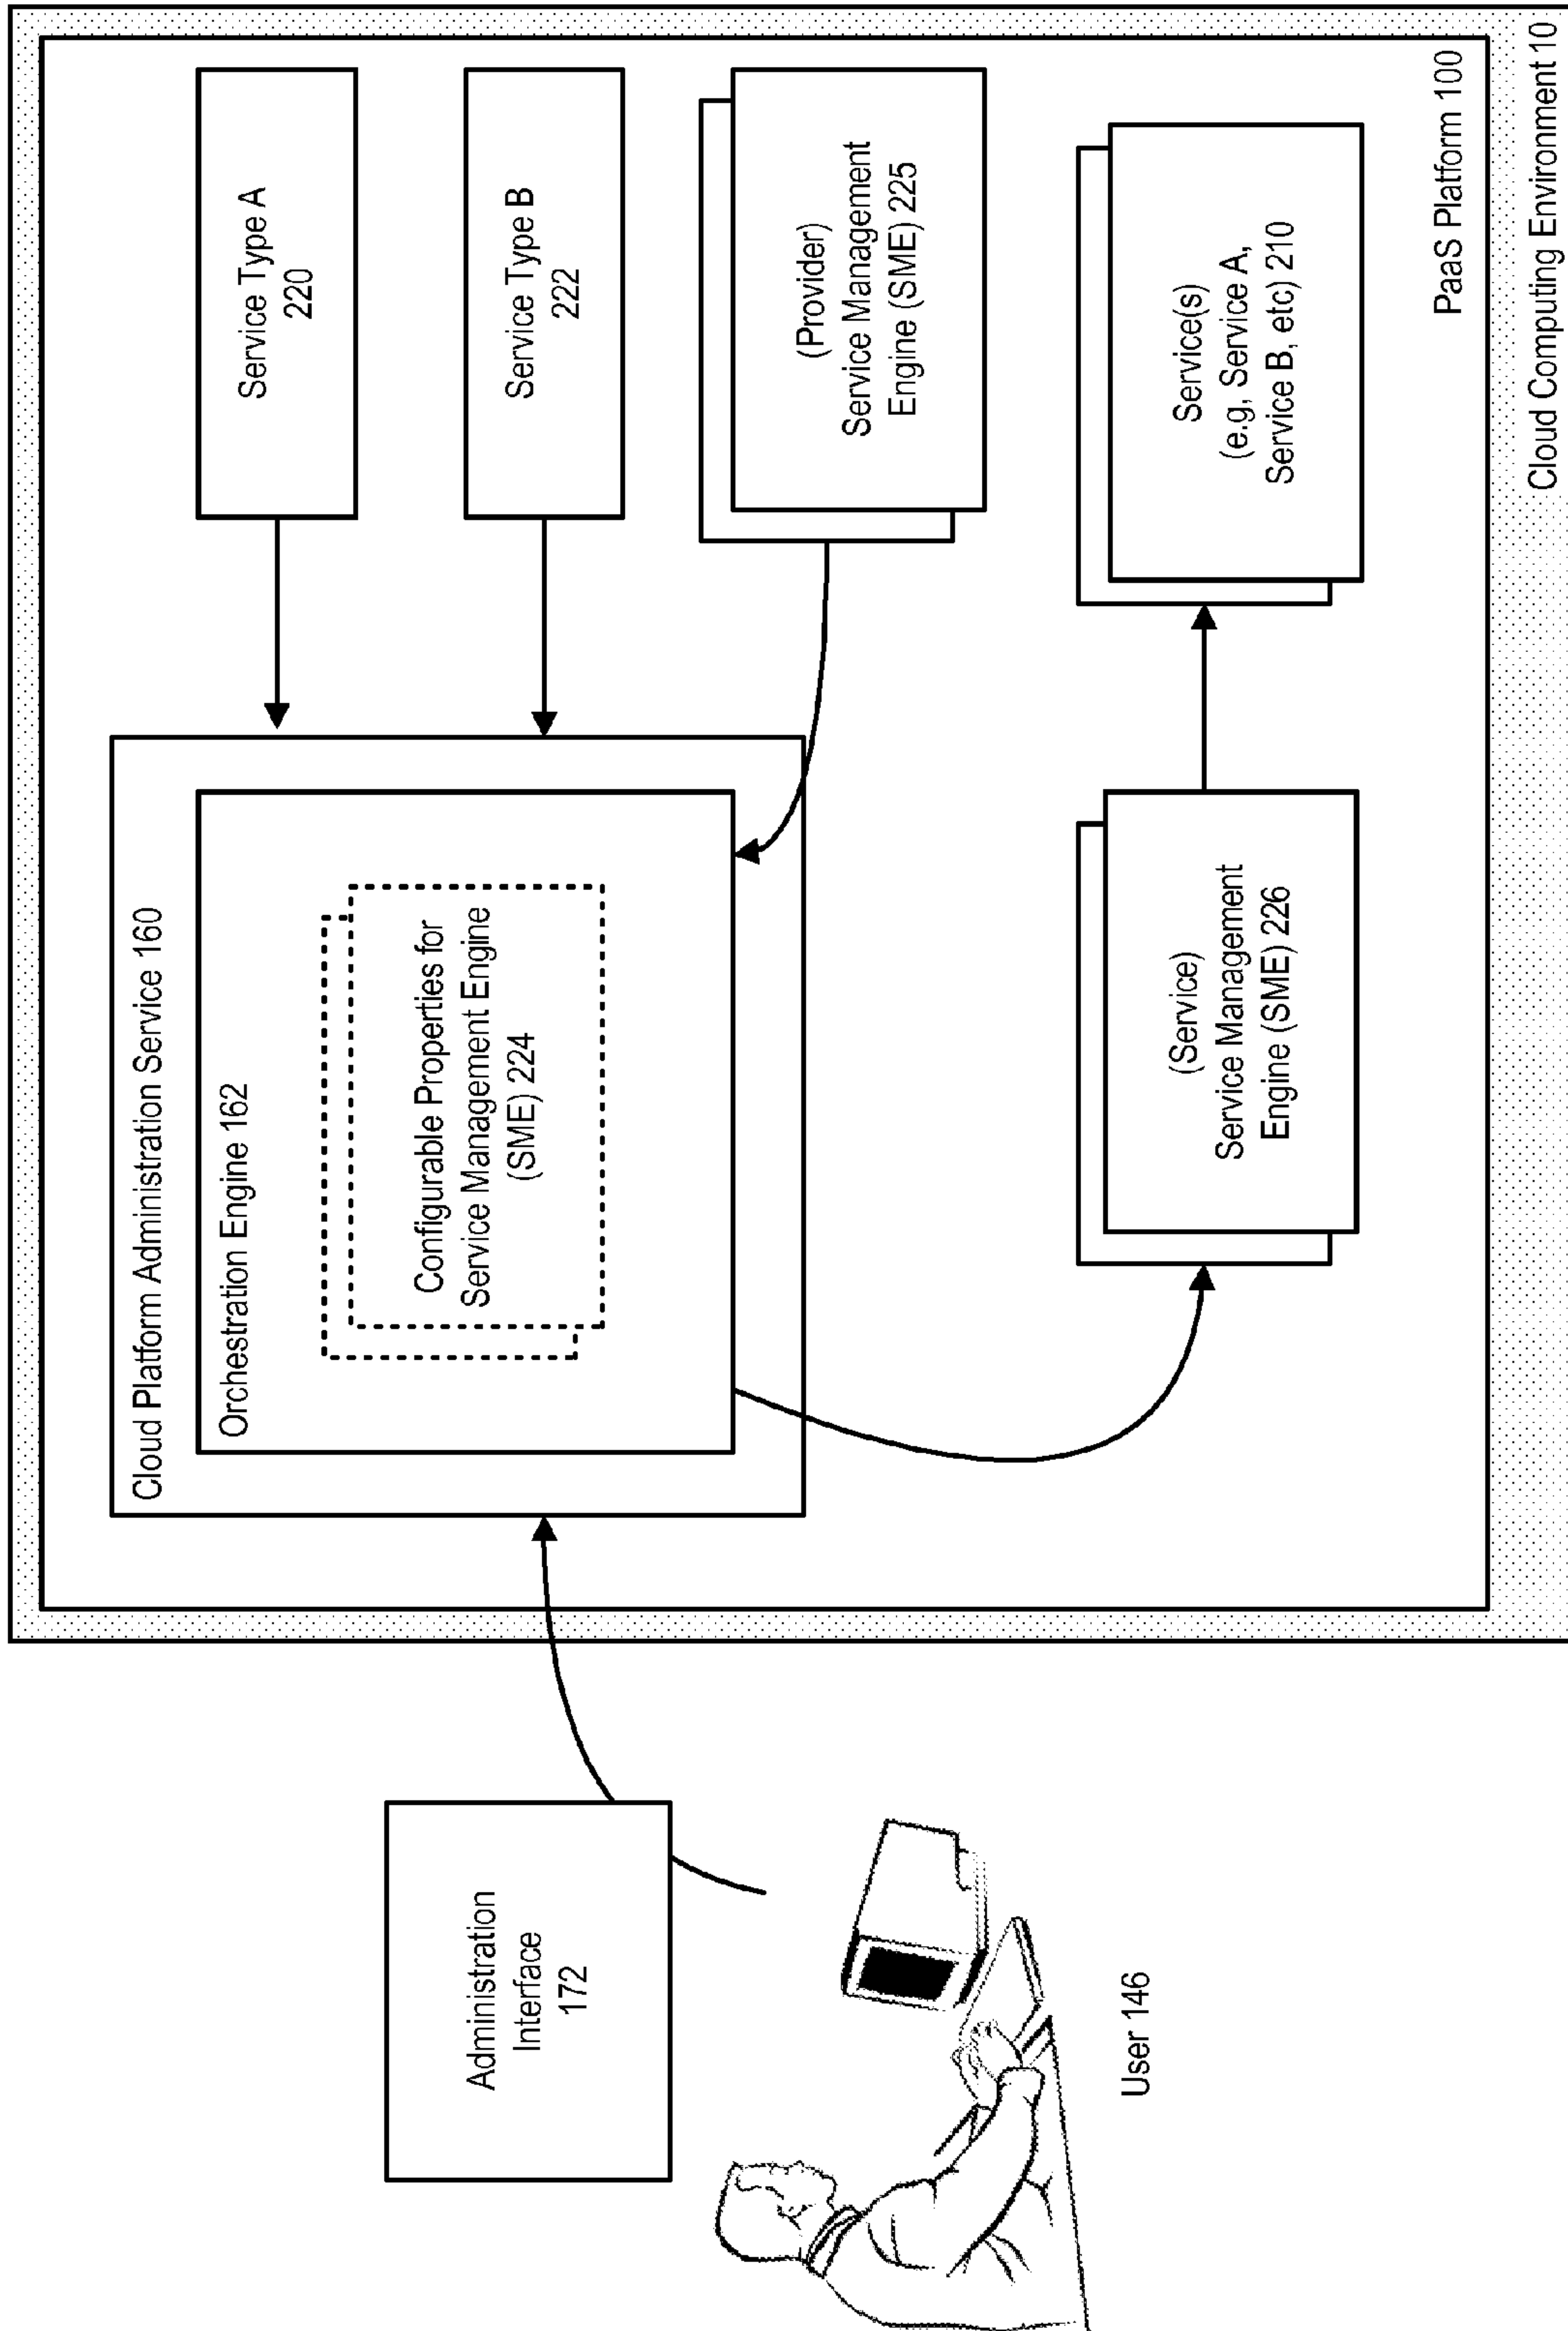 Cloud Platform Administration Service 160
Orchestration Engine 162
Configurable Properties for
Service Management Engine
(SME) 224
Service Type A
220
Service Type B
222
(Provider)
Service Management
Engine (SME) 225
Administration
Interface
172
User 146
(Service)
Service Management
Engine (SME) 226
Service(s)
(e.g, Service A,
Service B, etc) 210
PaaS Platform 100
Cloud Computing Environment 10